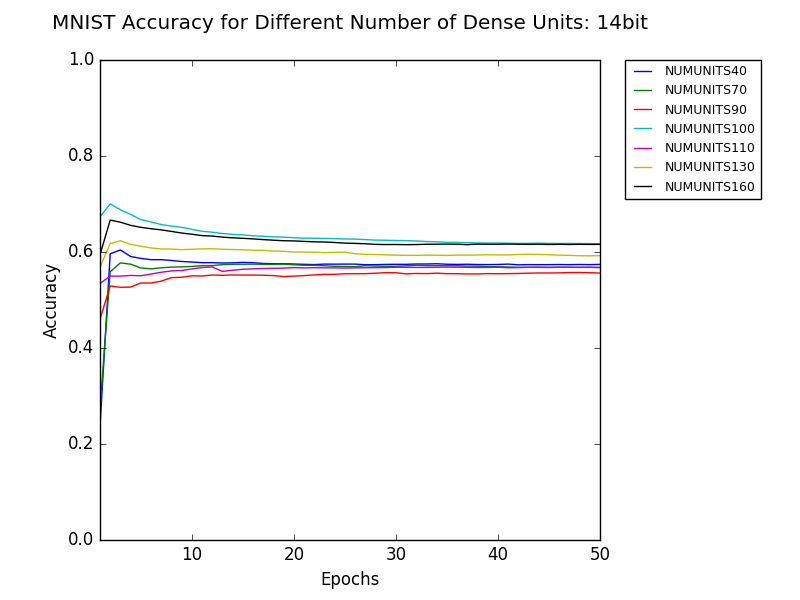 MNIST Accuracy for Different Number of Dense Units: 14bit
1.0
0.8
0.6
0.4
0.2
0.0
Accuracy
10 20 30 40 50
Epochs
NUMUNITS40
NUMUNITS70
NUMUNITS90
NUMUNITS100
NUMUNITS110
NUMUNITS130
NUMUNITS160